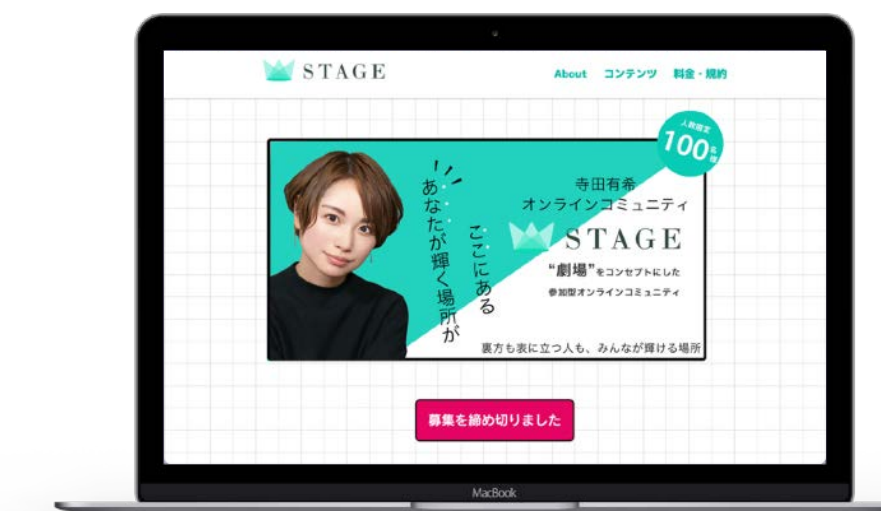 STAGE
About コンテンツ 料金・規約
人数限定
100名様
あなたが輝く場所が
ここにある
寺田有希
オンラインコミュニティ
STAGE
“劇場”をコンセプトにした
参加型オンラインコミュニティ
裏方も表に立つ人も、みんなが輝ける場所
募集を締め切りました
MacBook